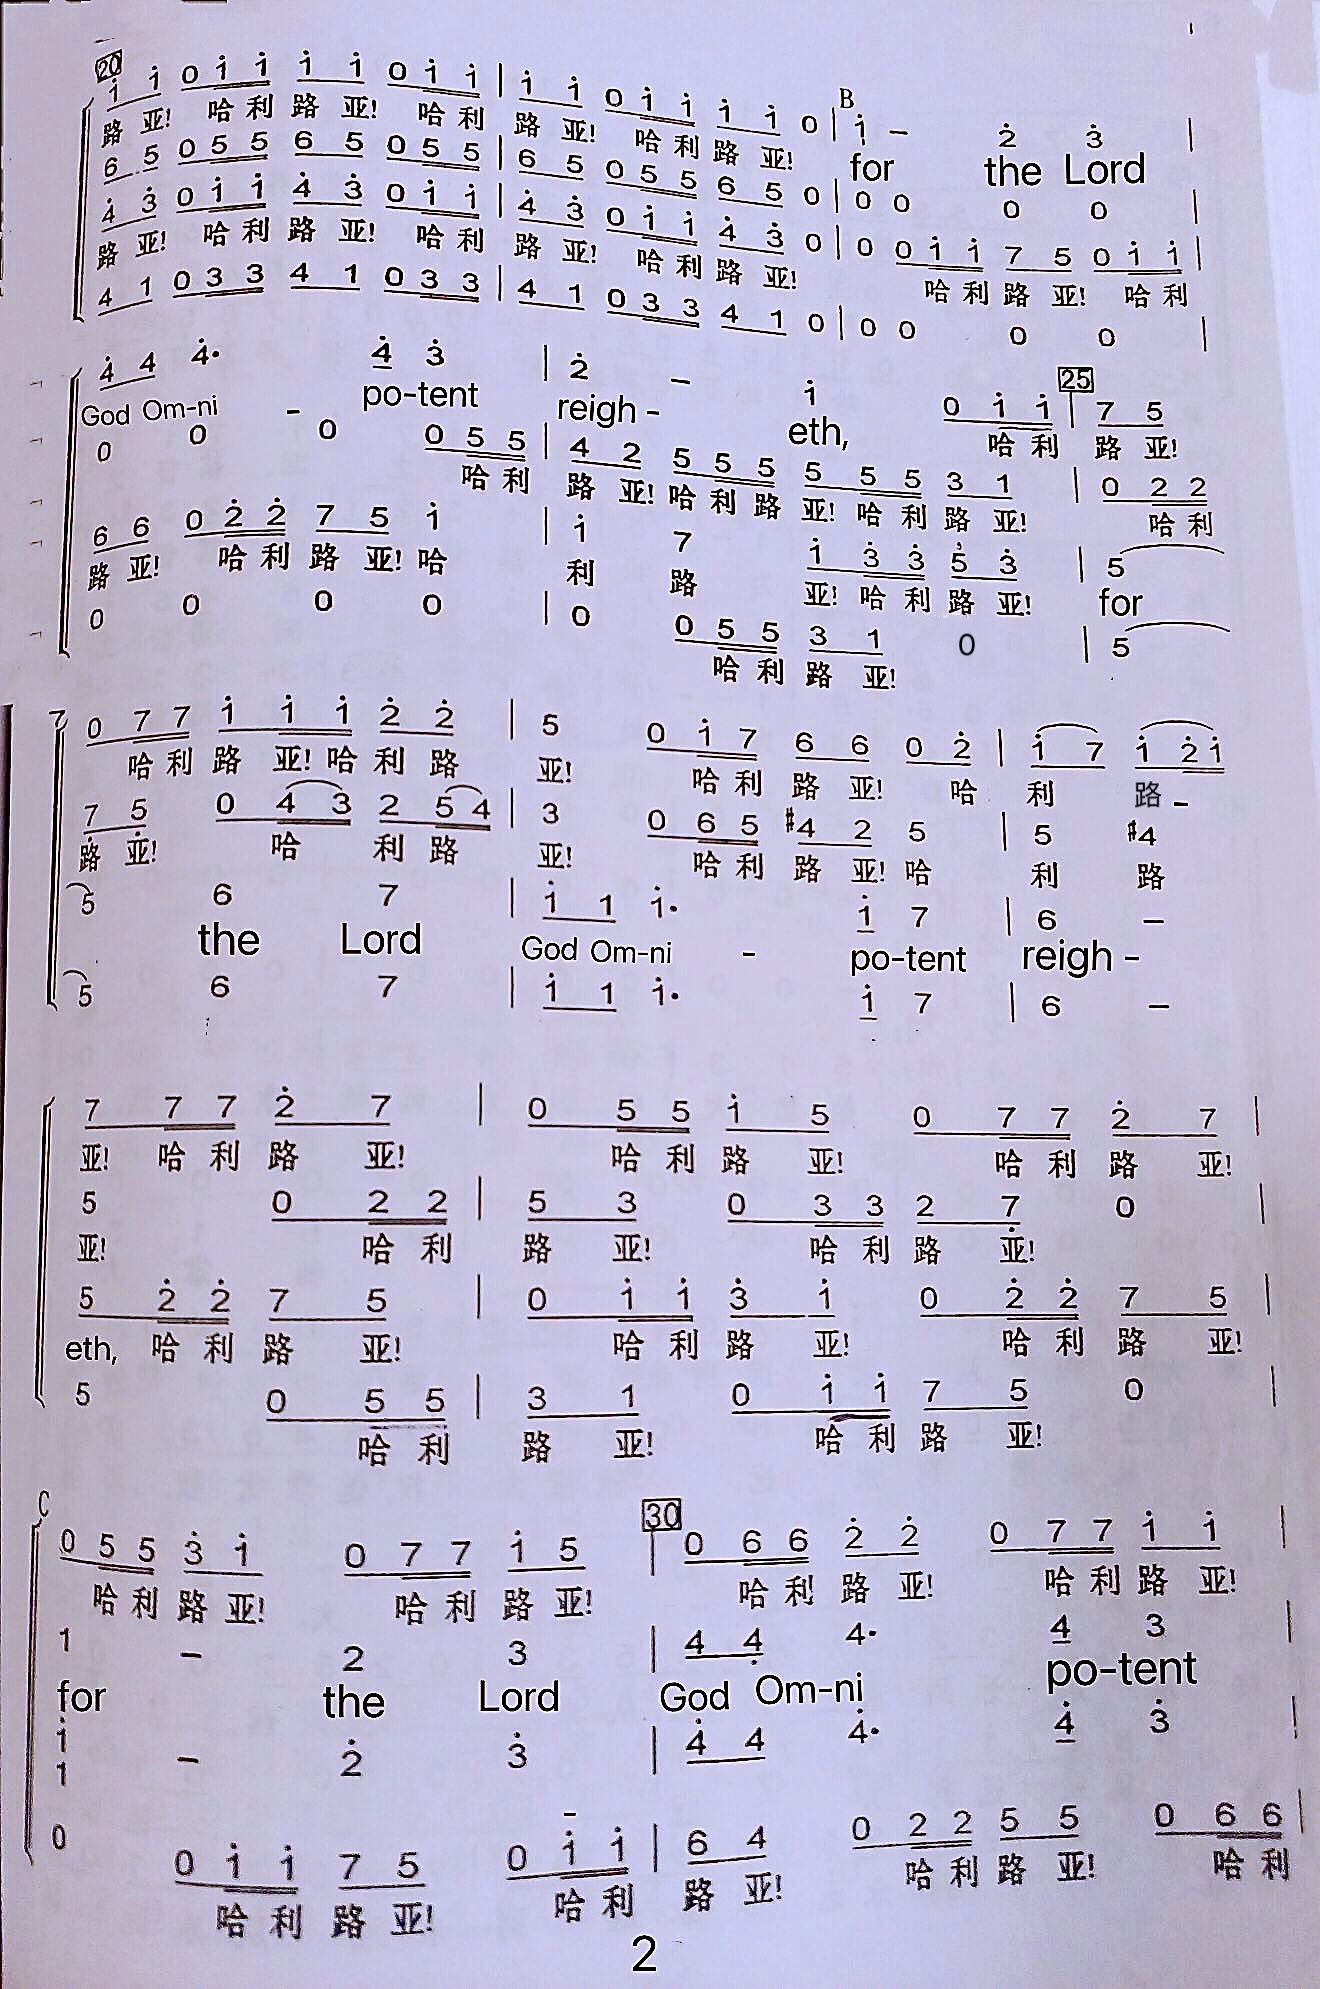 20
1̇ 1̇ 0 1̇ 1̇ 1̇ 1̇ 0 1̇ 1̇ | 1̇ 1̇ 0 1̇ 1̇ 1̇ 1̇ 0 | B 1̇ – 2̇ 3̇ |
路 亚! 哈 利 路 亚! 哈 利 路 亚! 哈 利 路 亚! for the Lord
6 5 0 5 5 6 5 0 5 5 | 6 5 0 5 5 6 5 0 | 0 0 0 0 |
4̇ 3̇ 0 1̇ 1̇ 4̇ 3̇ 0 1̇ 1̇ | 4̇ 3̇ 0 1̇ 1̇ 4̇ 3̇ 0 | 0 0 1̇ 1̇ 7 5 0 1̇ 1̇ |
路 亚! 哈 利 路 亚! 哈 利 路 亚! 哈 利 路 亚! 哈 利 路 亚! 哈 利
4 1 0 3 3 4 1 0 3 3 | 4 1 0 3 3 4 1 0 | 0 0 0 0 |
4̇ 4 4̇· 4̇ 3̇ | 2̇ – 1̇ 0 1̇ 1̇ | 25 7 5
God Om-ni - po-tent reigh - eth, 哈 利 路 亚!
0 0 0 0 5 5 | 4 2 5 5 5 5 5 5 3 1 | 0 2 2
哈 利 路 亚! 哈 利 路 亚! 哈 利 路 亚! 哈 利
6 6 0 2̇ 2̇ 7 5 1̇ | 1̇ 7 1̇ 3̇ 3̇ 5̇ 3̇ | 5
路 亚! 哈 利 路 亚! 哈 利 路 亚! 哈 利 路 亚! for
0 0 0 0 | 0 0 5 5 3 1 0 | 5
哈 利 路 亚!
7 0 7 7 1̇ 1̇ 1̇ 2̇ 2̇ | 5 0 1̇ 7 6 6 0 2̇ | 1̇ 7 1̇ 2̇ 1̇
哈 利 路 亚! 哈 利 路 亚! 哈 利 路 亚! 哈 利 路 -
7̣ 5̣ 0 4 3 2 5 4 | 3 0 6 5 #4 2 5 | 5 #4
路 亚! 哈 利 路 亚! 哈 利 路 亚! 哈 利 路
5 6 7 | 1̇ 1 1̇· 1̇ 7 | 6 –
the Lord God Om-ni - po-tent reigh -
5 6 7 | 1̇ 1 1̇· 1̇ 7 | 6 –
7 7 7 2̇ 7 | 0 5 5 1̇ 5 0 7 7 2̇ 7 |
亚! 哈 利 路 亚! 哈 利 路 亚! 哈 利 路 亚!
5 0 2 2 | 5 3 0 3 3 2 7̣ 0 |
亚! 哈 利 路 亚! 哈 利 路 亚!
5 2̇ 2̇ 7 5 | 0 1̇ 1̇ 3̇ 1̇ 0 2̇ 2̇ 7 5 |
eth, 哈 利 路 亚! 哈 利 路 亚! 哈 利 路 亚!
5 0 5 5 | 3 1 0 1̇ 1̇ 7 5 0 |
哈 利 路 亚! 哈 利 路 亚!
C
0 5 5 3̇ 1̇ 0 7 7 1̇ 5 | 30 0 6 6 2̇ 2̇ 0 7 7 1̇ 1̇ |
哈 利 路 亚! 哈 利 路 亚! 哈 利 路 亚! 哈 利 路 亚!
1 – 2 3 | 4 4 4· 4 3 |
for the Lord God Om-ni po-tent
1̇ – 2̇ 3̇ | 4̇ 4 4̇· 4̇ 3̇ |
1
0 0 1̇ 1̇ 7 5 0 1̇ 1̇ | 6 4 0 2 2 5 5 0 6 6 |
哈 利 路 亚! 哈 利 路 亚! 哈 利 路 亚! 哈 利
2